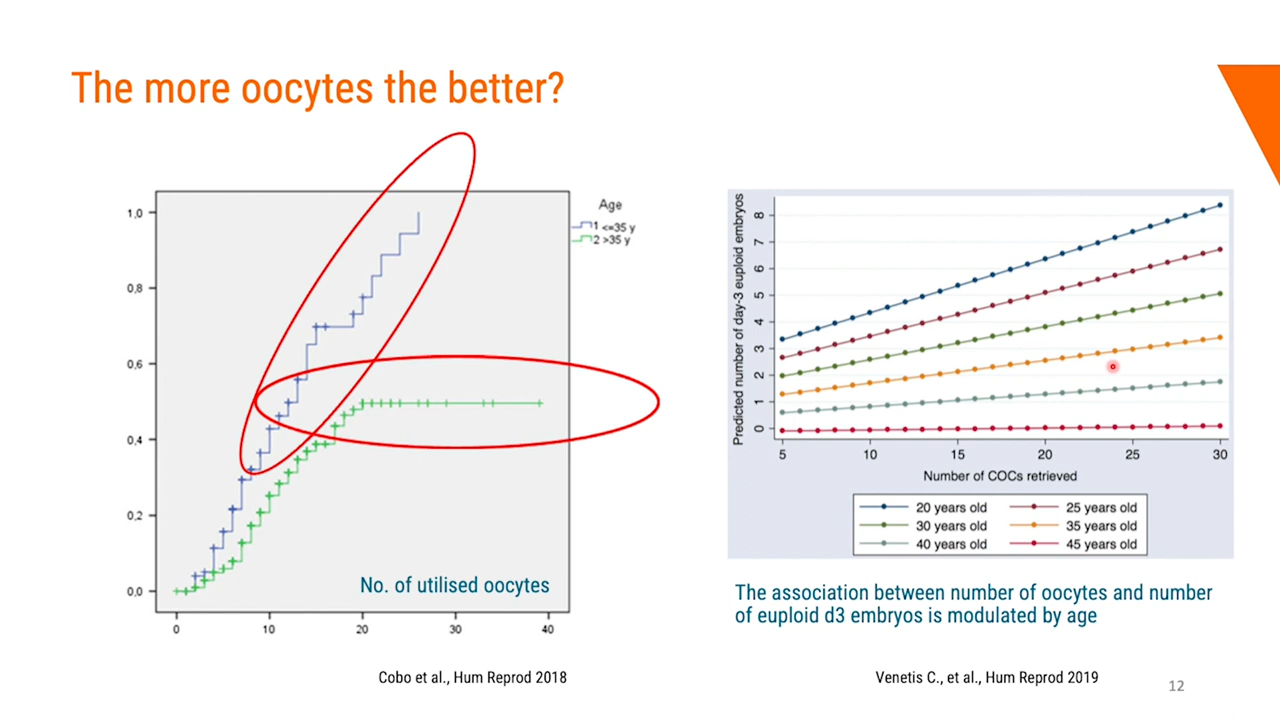 The more oocytes the better?
1,0
0,8
0,6
0,4
0,2
0,0
0
10
20
30
40
Age
1 <=35 y
2 >35 y
No. of utilised oocytes
Cobo et al., Hum Reprod 2018
Predicted number of day-3 euploid embryos
8
7
6
5
4
3
2
1
0
5
10
15
20
25
30
Number of COCs retrieved
20 years old
25 years old
30 years old
35 years old
40 years old
45 years old
The association between number of oocytes and number
of euploid d3 embryos is modulated by age
Venetis C., et al., Hum Reprod 2019
12